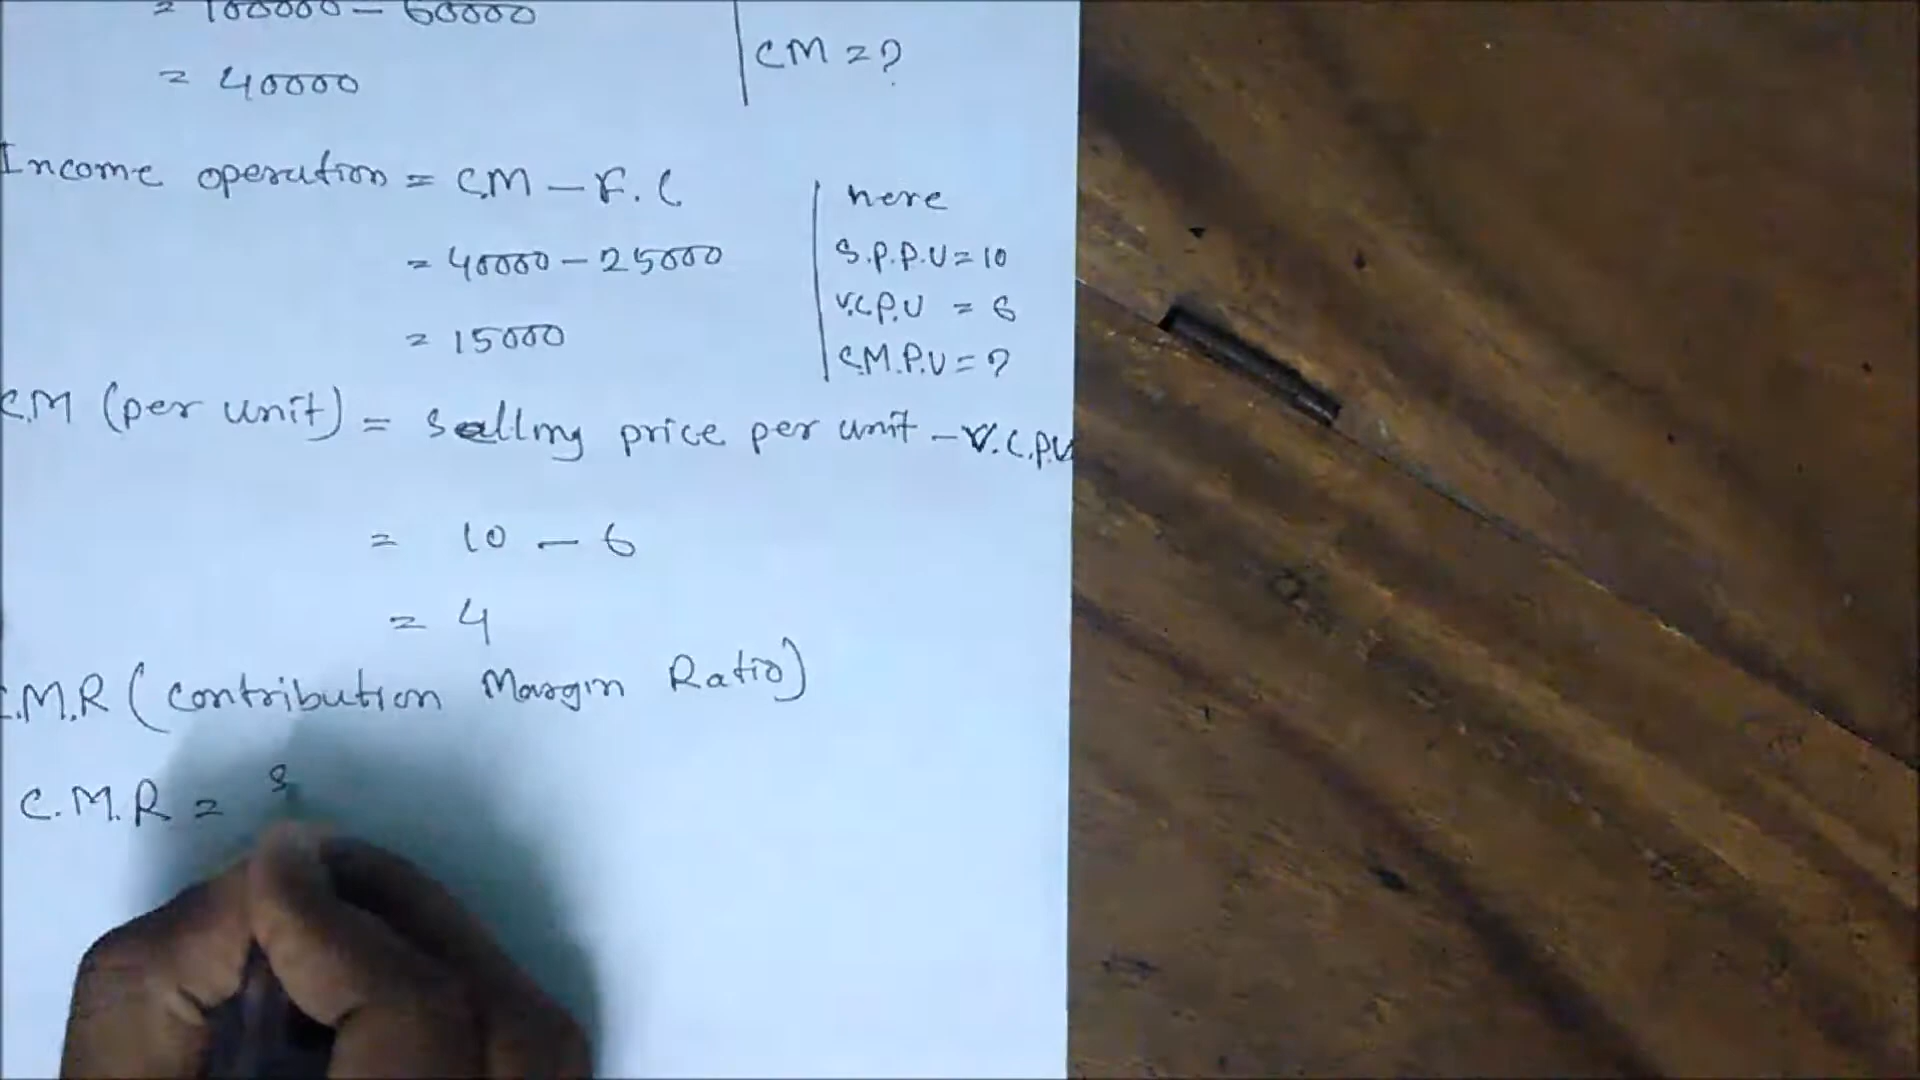 = 100000 - 60000
= 40000
CM = ?
Income operation = C.M - F.C
= 40000 - 25000
= 15000
here
S.P.P.U = 10
V.C.P.U = 6
C.M.P.U = ?
C.M (per unit) = Selling price per unit - V.C.P.U
= 10 - 6
= 4
C.M.R (Contribution Margin Ratio)
C.M.R = S